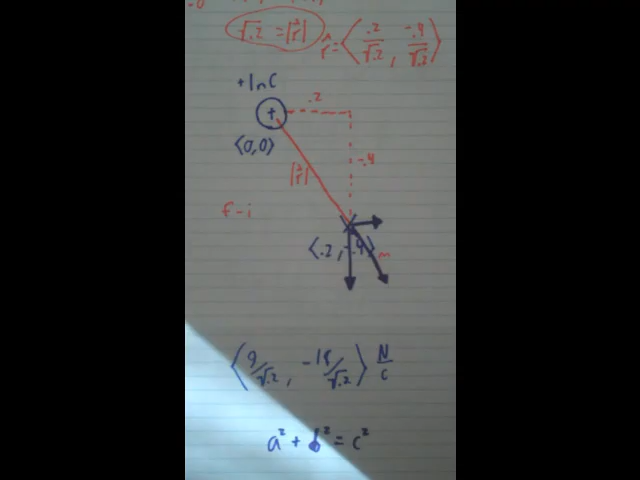 √.2 = |r⃗| r̂ = ⟨ .2/√.2 , -.4/√.2 ⟩
+1nC
.2
+
⟨0,0⟩
-.4
|r⃗|
f-i
⟨.2, -.4⟩ m
⟨ 9/√.2 , -18/√.2 ⟩ N/C
a² + b² = c²